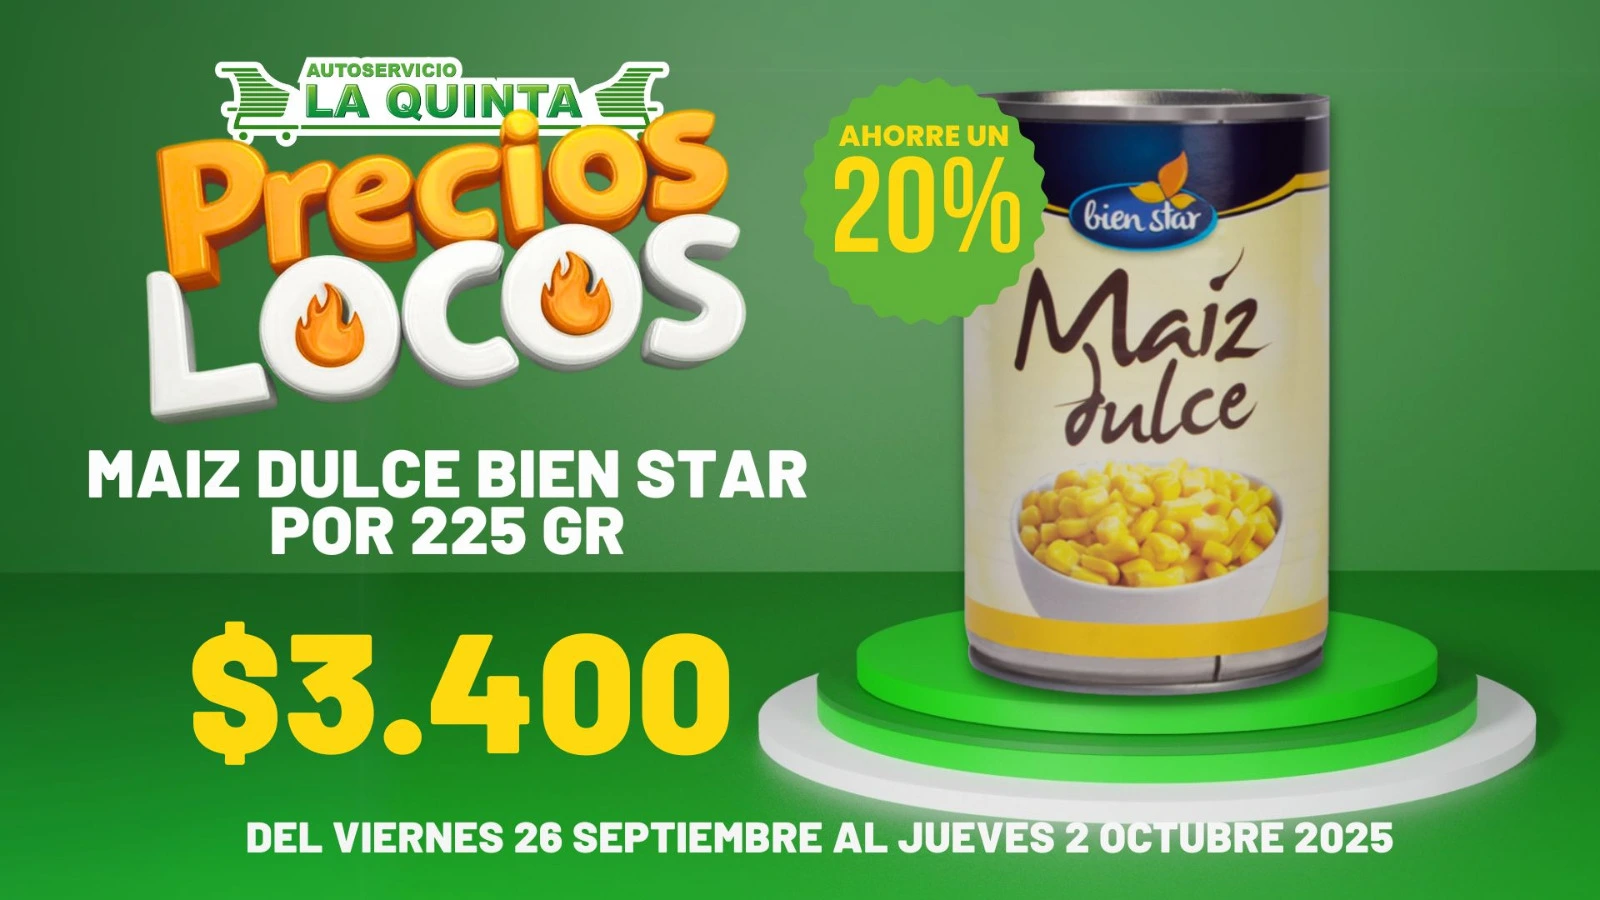 AUTOSERVICIO
LA QUINTA
Precios
LOCOS
MAIZ DULCE BIEN STAR
POR 225 GR
$3.400
AHORRE UN
20%
bien star
Maíz
dulce
DEL VIERNES 26 SEPTIEMBRE AL JUEVES 2 OCTUBRE 2025